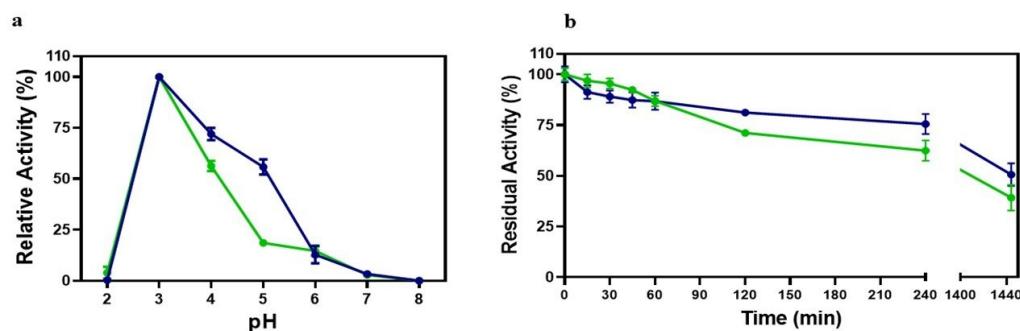 a
Relative Activity (%)
110
100
75
50
25
0
2 3 4 5 6 7 8
pH
b
Residual Activity (%)
110
100
75
50
25
0
0 30 60 90 120 150 180 210 240 1400 1440
Time (min)